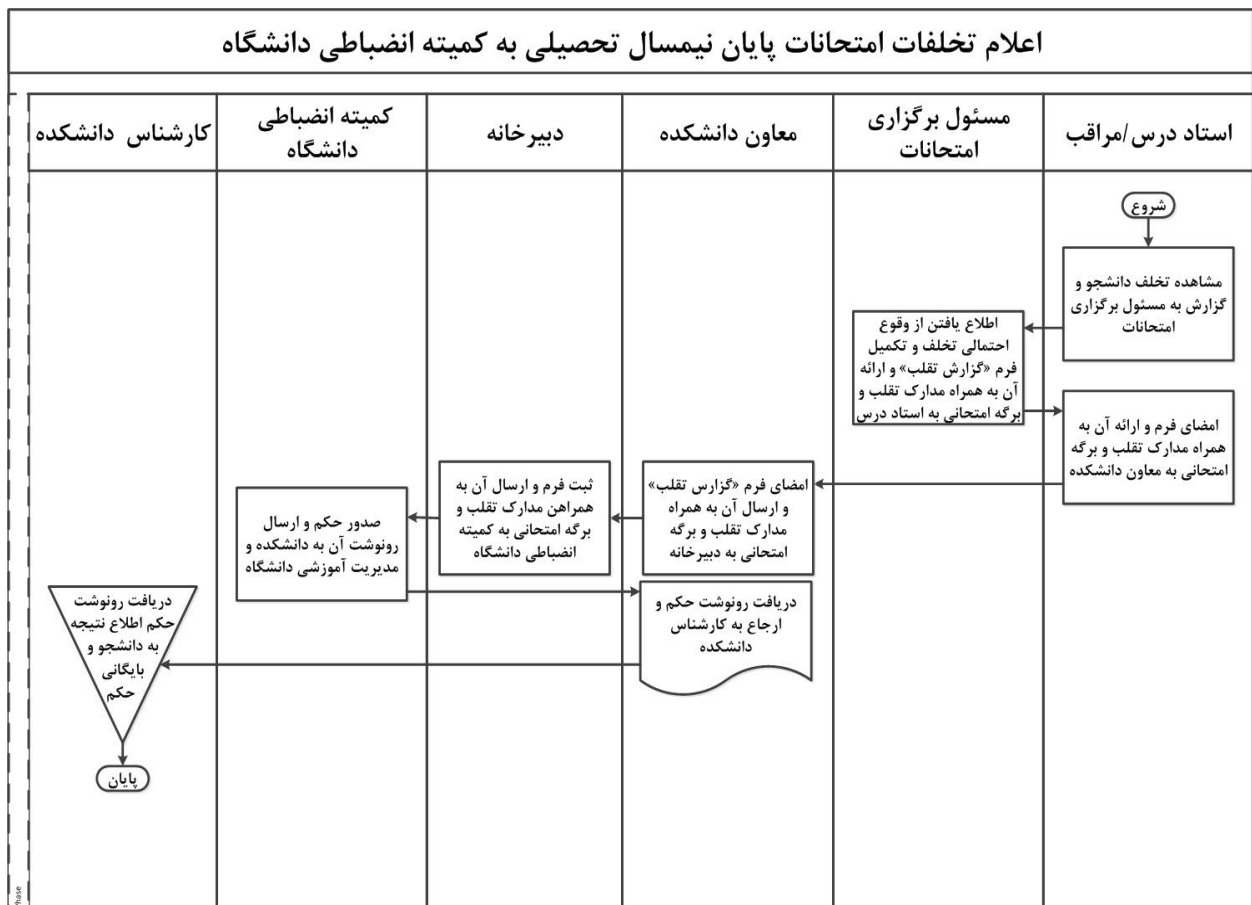 اعلام تخلفات امتحانات پایان نیمسال تحصیلی به کمیته انضباطی دانشگاه
استاد درس/مراقب
مسئول برگزاری
امتحانات
معاون دانشکده
دبیرخانه
کمیته انضباطی
دانشگاه
کارشناس دانشکده
شروع
مشاهده تخلف دانشجو و
گزارش به مسئول برگزاری
امتحانات
اطلاع یافتن از وقوع
احتمالی تخلف و تکمیل
فرم «گزارش تقلب» و ارائه
آن به همراه مدارک تقلب و
برگه امتحانی به استاد درس
امضای فرم و ارائه آن به
همراه مدارک تقلب و برگه
امتحانی به معاون دانشکده
امضای فرم «گزارس تقلب»
و ارسال آن به همراه
مدارک تقلب و برگه
امتحانی به دبیرخانه
ثبت فرم و ارسال آن به
همراهن مدارک تقلب و
برگه امتحانی به کمیته
انضباطی دانشگاه
صدور حکم و ارسال
رونوشت آن به دانشکده و
مدیریت آموزشی دانشگاه
دریافت رونوشت حکم و
ارجاع به کارشناس
دانشکده
دریافت رونوشت
حکم اطلاع نتیجه
به دانشجو و
بایگانی
حکم
پایان
Phase